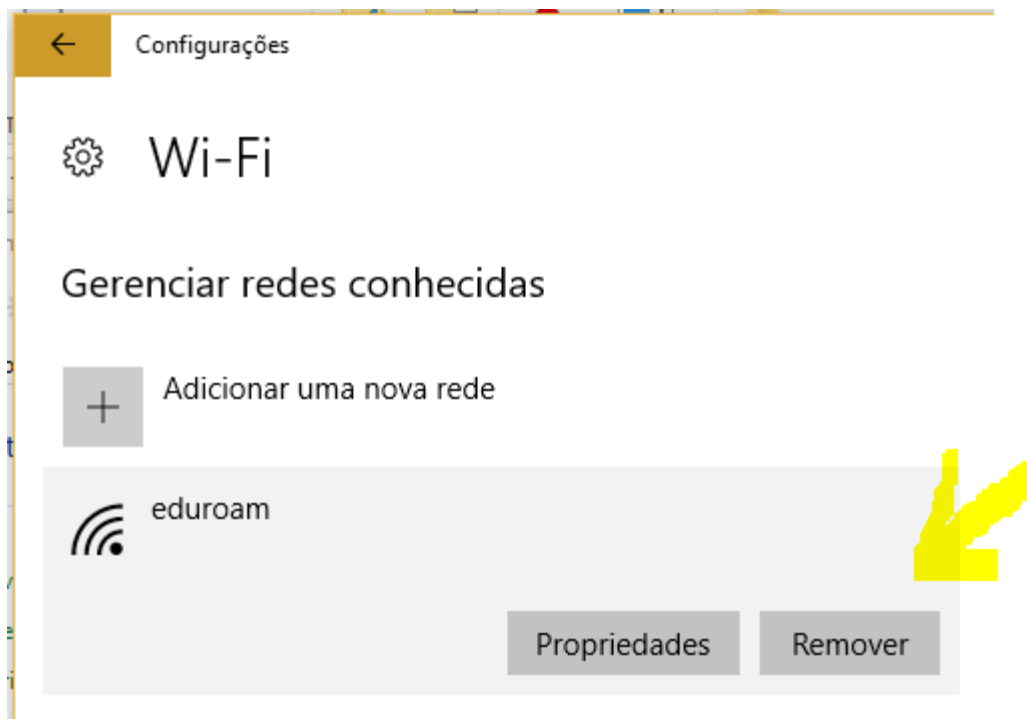 Configurações
Wi-Fi
Gerenciar redes conhecidas
Adicionar uma nova rede
eduroam
Propriedades Remover